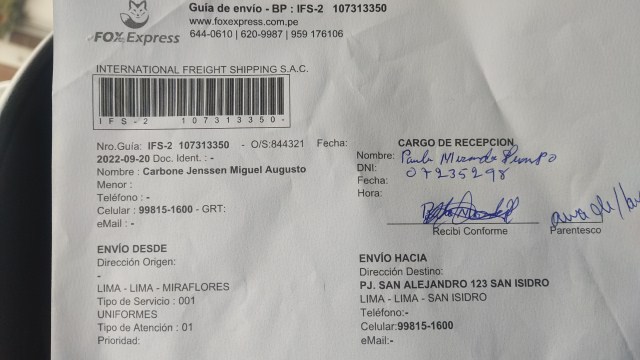 Guía de envio - BP : IFS-2 107313350
www.foxexpress.com.pe
644-0610 | 620-9987 | 959 176106
FOX Express
INTERNATIONAL FREIGHT SHIPPING S.A.C.
IFS-2 107313350-
Nro.Guía: IFS-2 107313350 - O/S:844321 Fecha:
2022-09-20 Doc. Ident. : -
Nombre : Carbone Jenssen Miguel Augusto
Menor :
Teléfono : -
Celular : 99815-1600 - GRT:
eMail : -
CARGO DE RECEPCION
Nombre: Paula Miranda
DNI: 07235298
Fecha:
Hora:
Recibi Conforme
Parentesco
ENVÍO DESDE
Dirección Origen:
-
LIMA - LIMA - MIRAFLORES
Tipo de Servicio : 001
UNIFORMES
Tipo de Atención : 01
Prioridad:
ENVÍO HACIA
Dirección Destino:
PJ. SAN ALEJANDRO 123 SAN ISIDRO
LIMA - LIMA - SAN ISIDRO
Teléfono:-
Celular:99815-1600
eMail:-